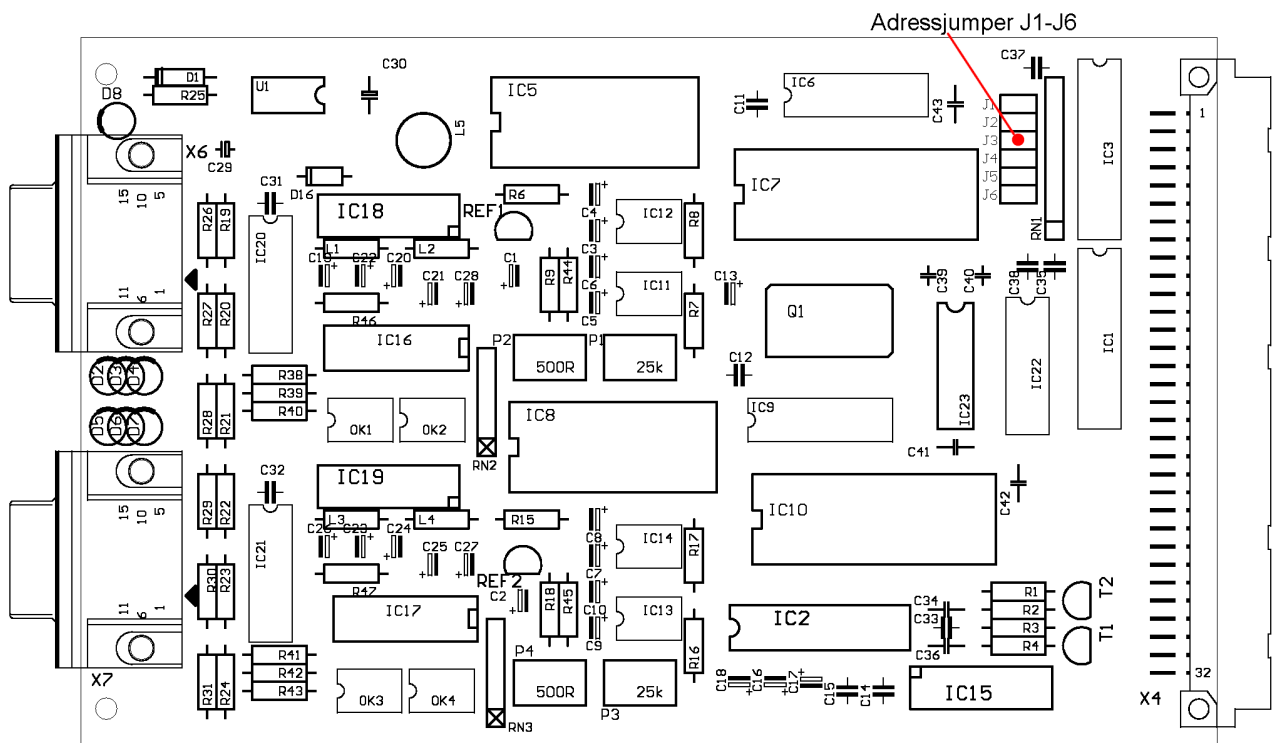 Adressjumper J1-J6
C37
C30
D1
D8
R25
U1
IC5
IC6
C11
C43
J1
J2
J3
J4
J5
J6
1
L5
X6
C29
IC7
IC3
RN1
15
10
5
R26
R19
C31
D16
IC18
REF1
R6
C4
IC12
R8
IC20
L1
L2
C19
C22
C20
C21
C28
C1
R9
R44
C3
C6
C5
IC11
R7
C13
C39
C40
C38
C35
11
6
1
R27
R20
R46
IC16
P2
P1
500R
25k
Q1
C12
IC23
IC22
IC1
D2
D3
D4
R38
R39
R40
D5
D6
D7
R28
R21
OK1
OK2
RN2
IC8
IC9
C41
C32
IC19
15
10
5
R29
R22
L3
L4
R15
IC10
C42
IC21
C26
C23
C24
C25
C27
C8
C7
IC14
R17
REF2
C2
R18
R45
C10
C9
IC13
R16
11
6
1
R30
R23
R47
IC17
IC2
C34
C33
C36
R1
R2
R3
R4
T2
T1
R41
R42
R43
P4
500R
25k
P3
X7
R31
R24
OK3
OK4
RN3
C18
C16
C17
C15
C14
IC15
32
X4